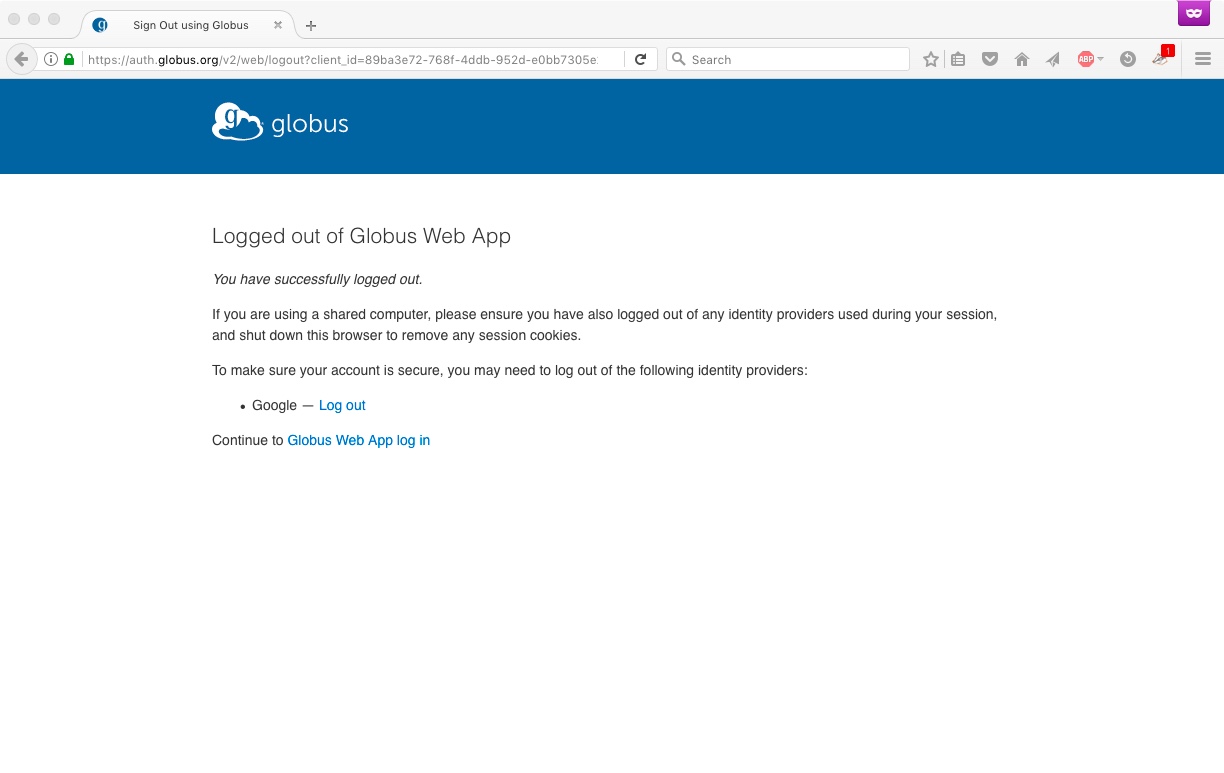 Sign Out using Globus
https://auth.globus.org/v2/web/logout?client_id=89ba3e72-768f-4ddb-952d-e0bb7305e
Search
ABP
1
g globus
Logged out of Globus Web App
You have successfully logged out.
If you are using a shared computer, please ensure you have also logged out of any identity providers used during your session,
and shut down this browser to remove any session cookies.
To make sure your account is secure, you may need to log out of the following identity providers:
• Google — Log out
Continue to Globus Web App log in